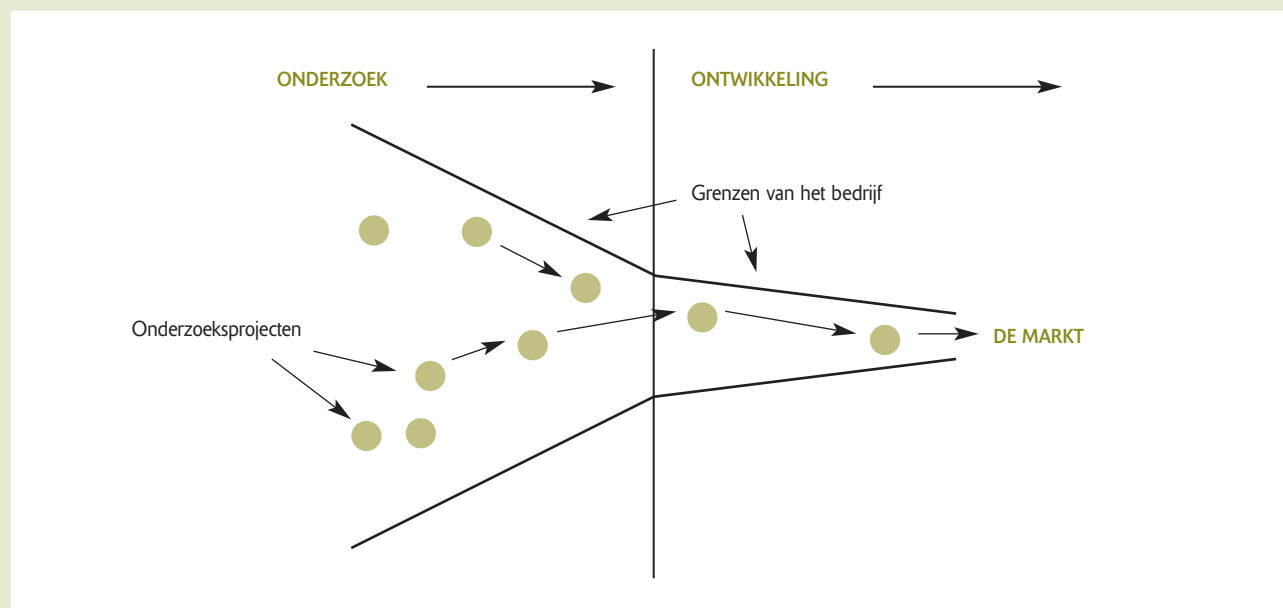 ONDERZOEK
ONTWIKKELING
Grenzen van het bedrijf
Onderzoeksprojecten
DE MARKT